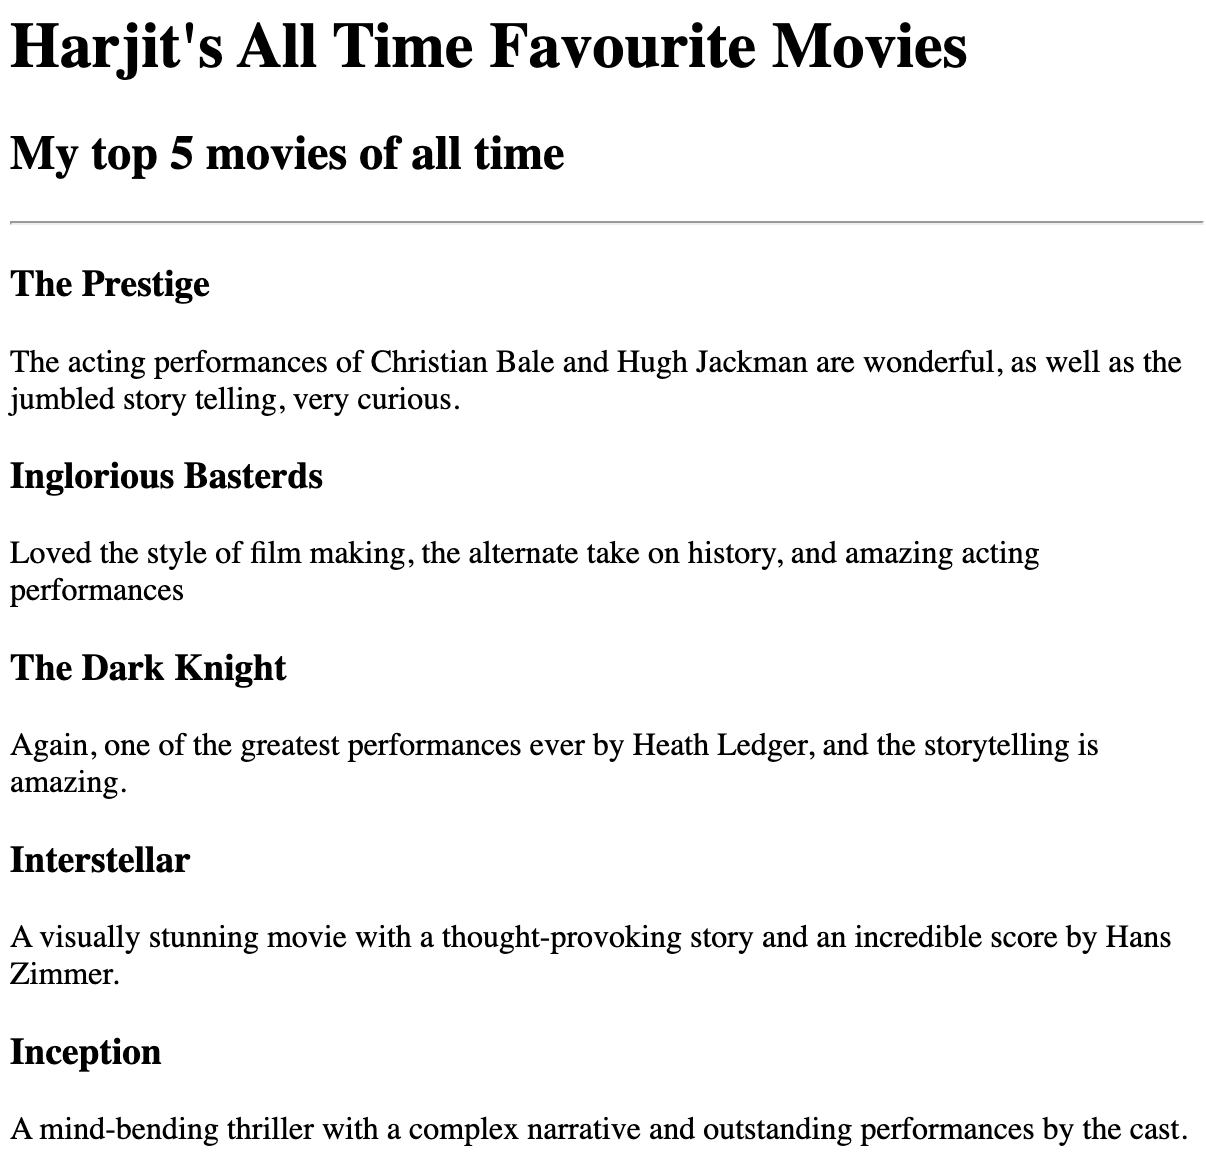 Harjit's All Time Favourite Movies
My top 5 movies of all time
The Prestige
The acting performances of Christian Bale and Hugh Jackman are wonderful, as well as the
jumbled story telling, very curious.
Inglorious Basterds
Loved the style of film making, the alternate take on history, and amazing acting
performances
The Dark Knight
Again, one of the greatest performances ever by Heath Ledger, and the storytelling is
amazing.
Interstellar
A visually stunning movie with a thought-provoking story and an incredible score by Hans
Zimmer.
Inception
A mind-bending thriller with a complex narrative and outstanding performances by the cast.